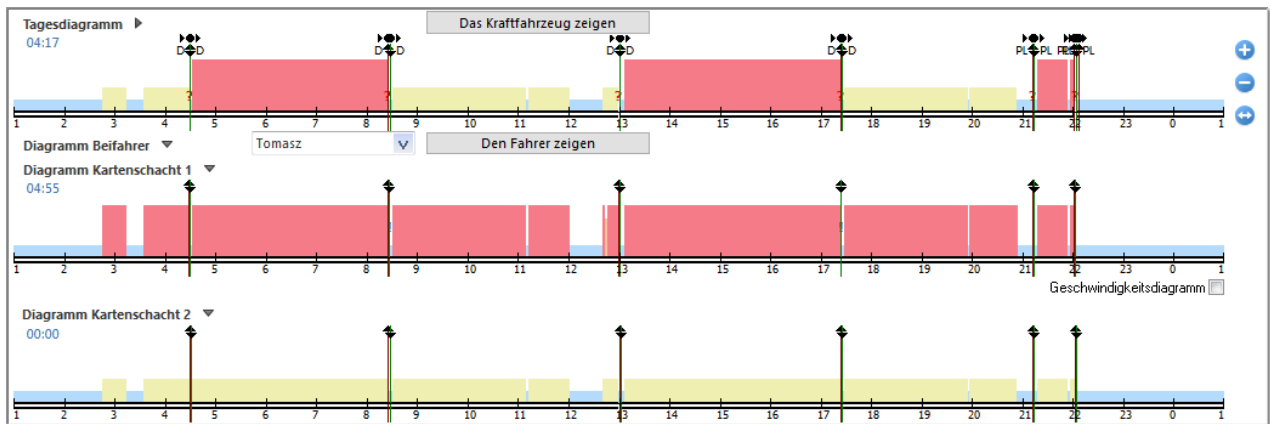 Tagesdiagramm Das Kraftfahrzeug zeigen
04:17
D D D D D D D D PL PL PL PL
? ? ? ? ? ?
1 2 3 4 5 6 7 8 9 10 11 12 13 14 15 16 17 18 19 20 21 22 23 0 1
Diagramm Beifahrer Tomasz Den Fahrer zeigen
Diagramm Kartenschacht 1
04:55
1 2 3 4 5 6 7 8 9 10 11 12 13 14 15 16 17 18 19 20 21 22 23 0 1
Geschwindigkeitsdiagramm
Diagramm Kartenschacht 2
00:00
1 2 3 4 5 6 7 8 9 10 11 12 13 14 15 16 17 18 19 20 21 22 23 0 1